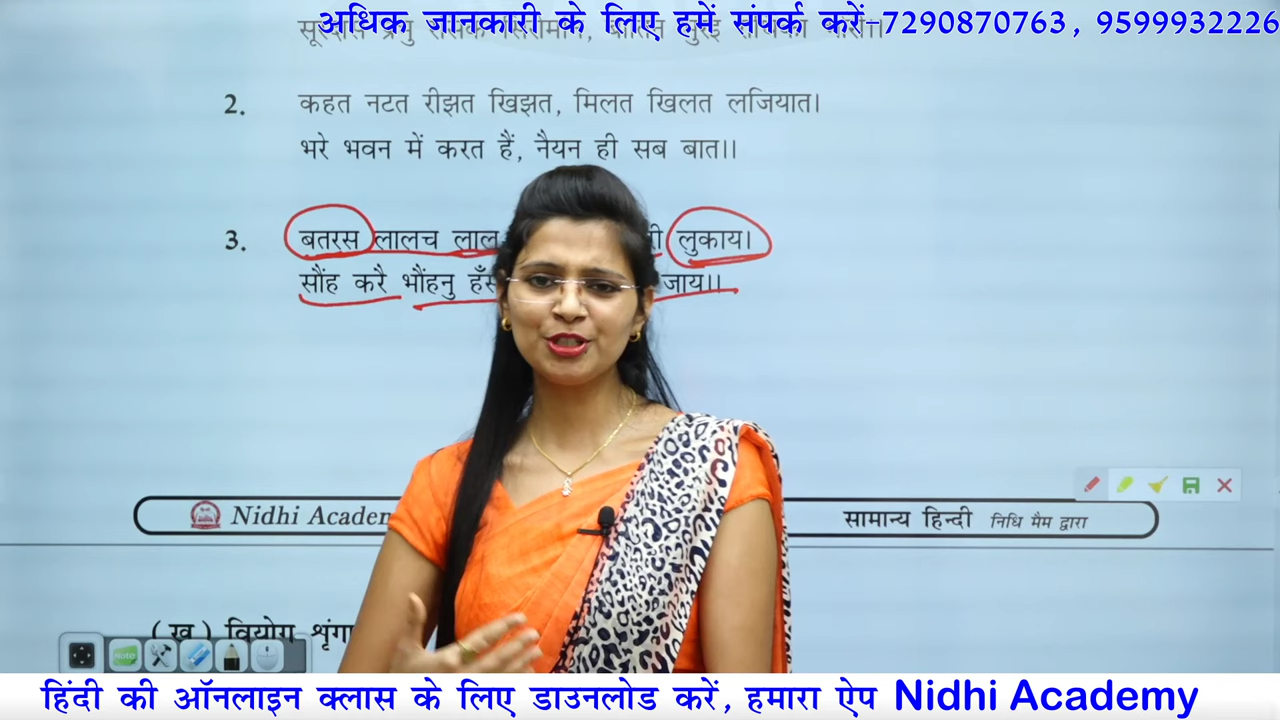 अधिक जानकारी के लिए हमें संपर्क करें-7290870763, 9599932226
2. कहत नटत रीझत खिझत, मिलत खिलत लजियात।
भरे भवन में करत हैं, नैयन ही सब बात।।
3. बतरस लालच लाल लुकाय।
सौंह करै भौंहनु जाय।।
Nidhi
सामान्य हिन्दी निधि मैम द्वारा
(ख) वियोग
NOTE
हिंदी की ऑनलाइन क्लास के लिए डाउनलोड करें, हमारा ऐप Nidhi Academy